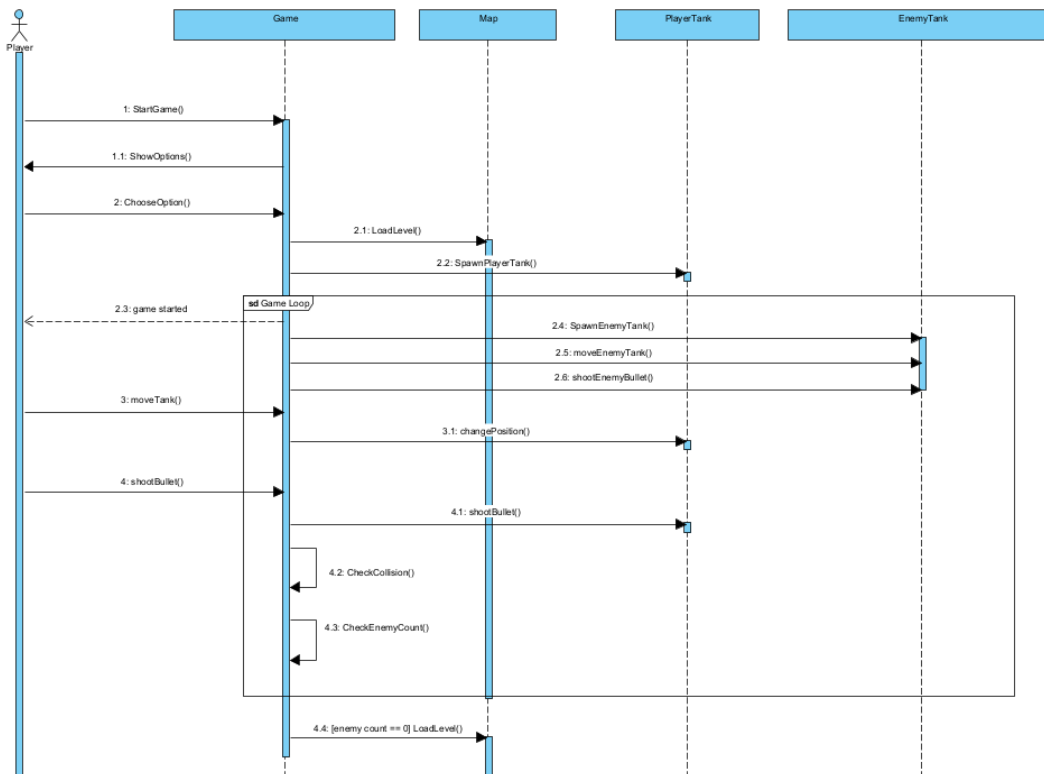 Game
Map
PlayerTank
EnemyTank
Player
1: StartGame()
1.1: ShowOptions()
2: ChooseOption()
2.1: LoadLevel()
2.2: SpawnPlayerTank()
sd Game Loop
2.3: game started
2.4: SpawnEnemyTank()
2.5: moveEnemyTank()
2.6: shootEnemyBullet()
3: moveTank()
3.1: changePosition()
4: shootBullet()
4.1: shootBullet()
4.2: CheckCollision()
4.3: CheckEnemyCount()
4.4: [enemy count == 0] LoadLevel()